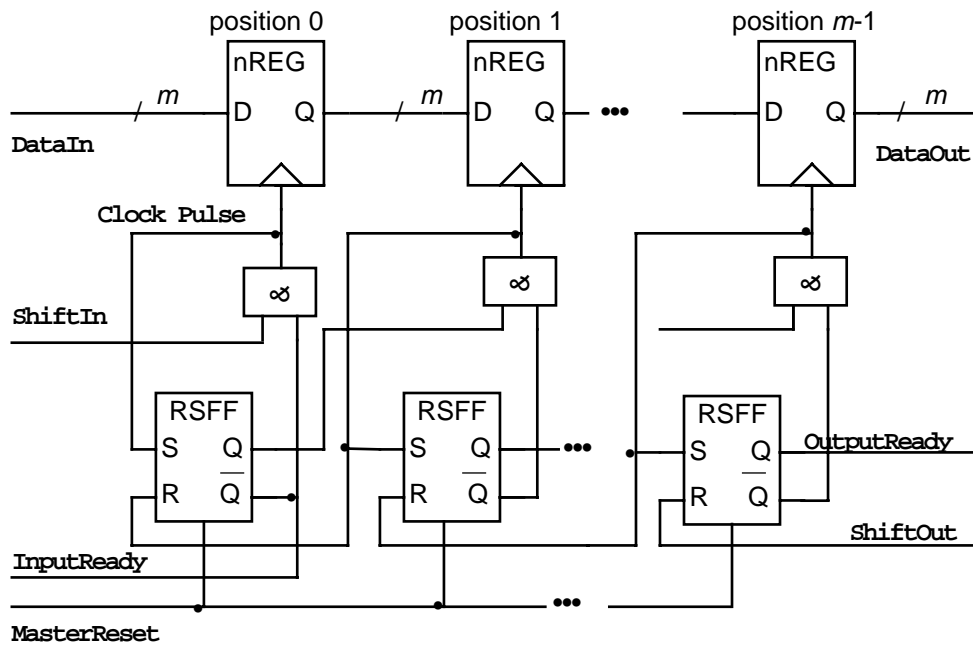 position 0 position 1 position m-1
nREG nREG nREG
m m m
D Q D Q ••• D Q
DataIn DataOut
Clock Pulse
& & &
ShiftIn
RSFF RSFF RSFF
S Q S Q ••• S Q OutputReady
R Q R Q R Q
ShiftOut
InputReady
•••
MasterReset